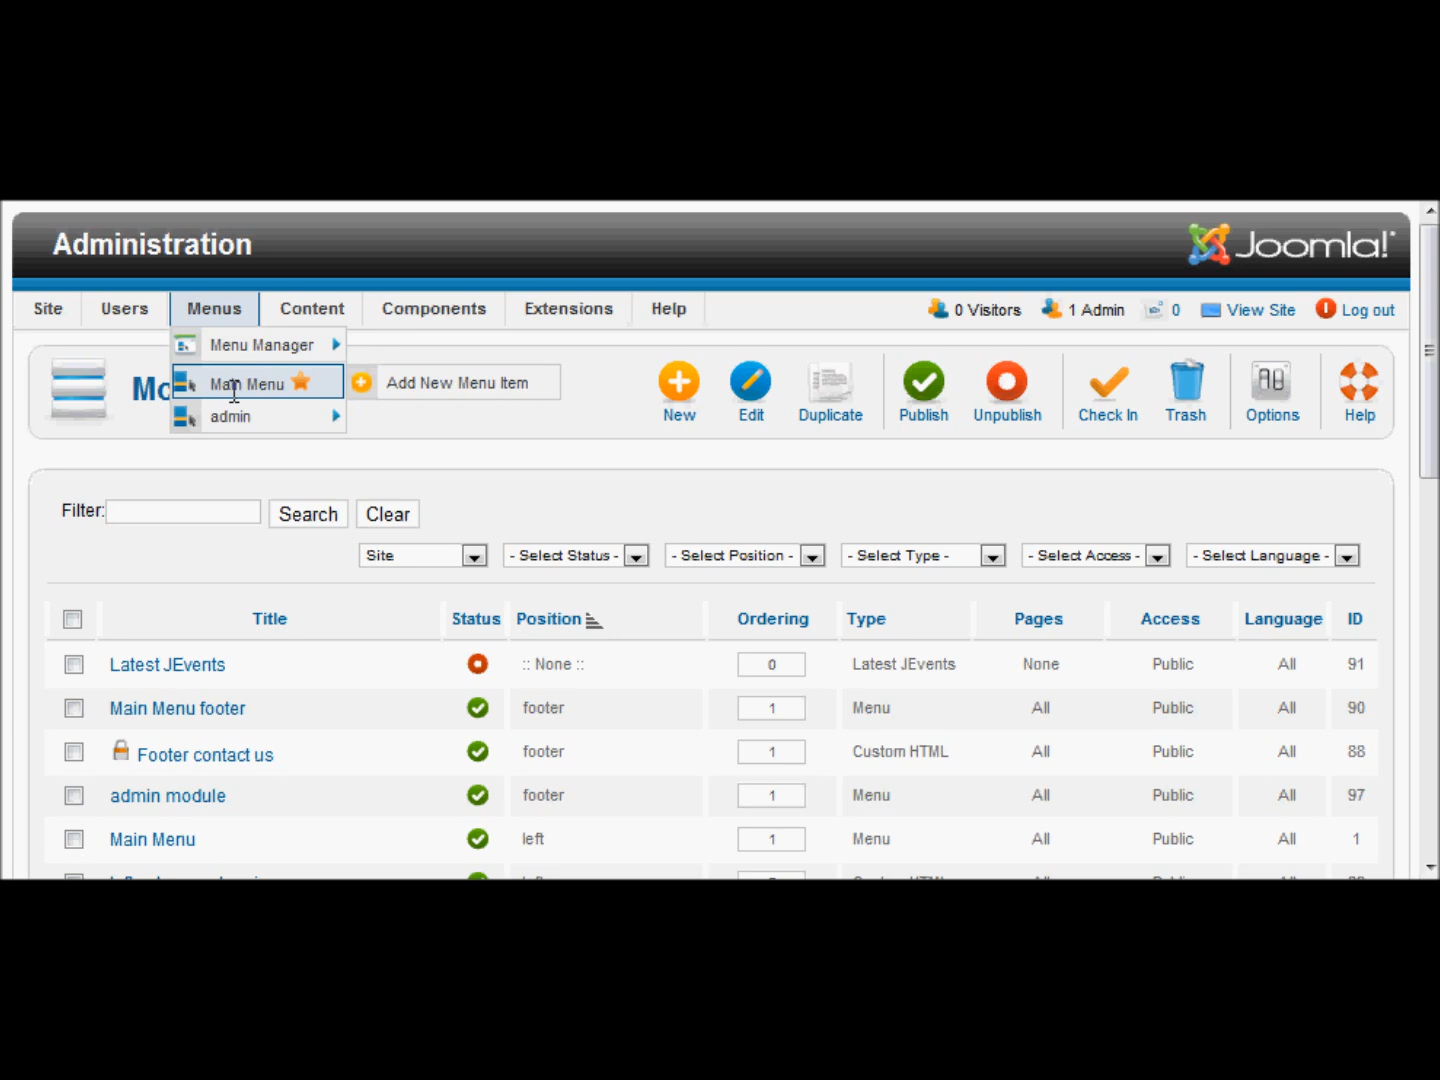 Administration
Joomla!
Site Users Menus Content Components Extensions Help 0 Visitors 1 Admin 0 View Site Log out
Menu Manager
Main Menu Add New Menu Item
admin
Mo
New Edit Duplicate Publish Unpublish Check In Trash Options Help
Filter: Search Clear
Site - Select Status - - Select Position - - Select Type - - Select Access - - Select Language -
Title Status Position Ordering Type Pages Access Language ID
Latest JEvents :: None :: 0 Latest JEvents None Public All 91
Main Menu footer footer 1 Menu All Public All 90
Footer contact us footer 1 Custom HTML All Public All 88
admin module footer 1 Menu All Public All 97
Main Menu left 1 Menu All Public All 1